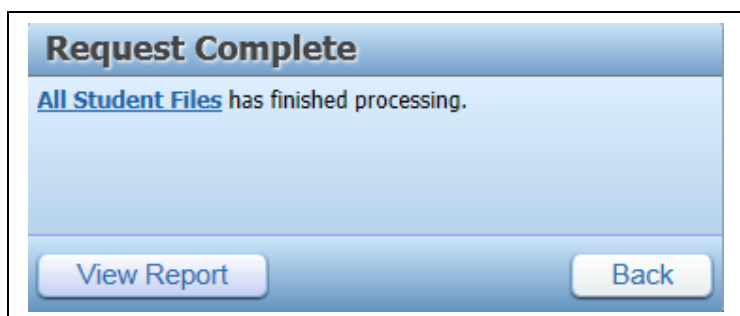 Request Complete
All Student Files has finished processing.
View Report
Back